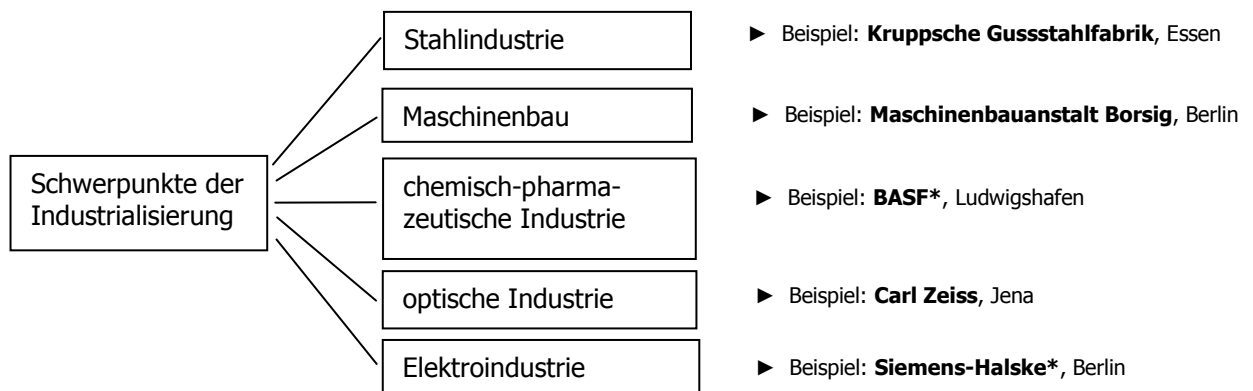 Stahlindustrie
► Beispiel: Kruppsche Gussstahlfabrik, Essen
Maschinenbau
► Beispiel: Maschinenbauanstalt Borsig, Berlin
Schwerpunkte der
Industrialisierung
chemisch-pharma-
zeutische Industrie
► Beispiel: BASF*, Ludwigshafen
optische Industrie
► Beispiel: Carl Zeiss, Jena
Elektroindustrie
► Beispiel: Siemens-Halske*, Berlin